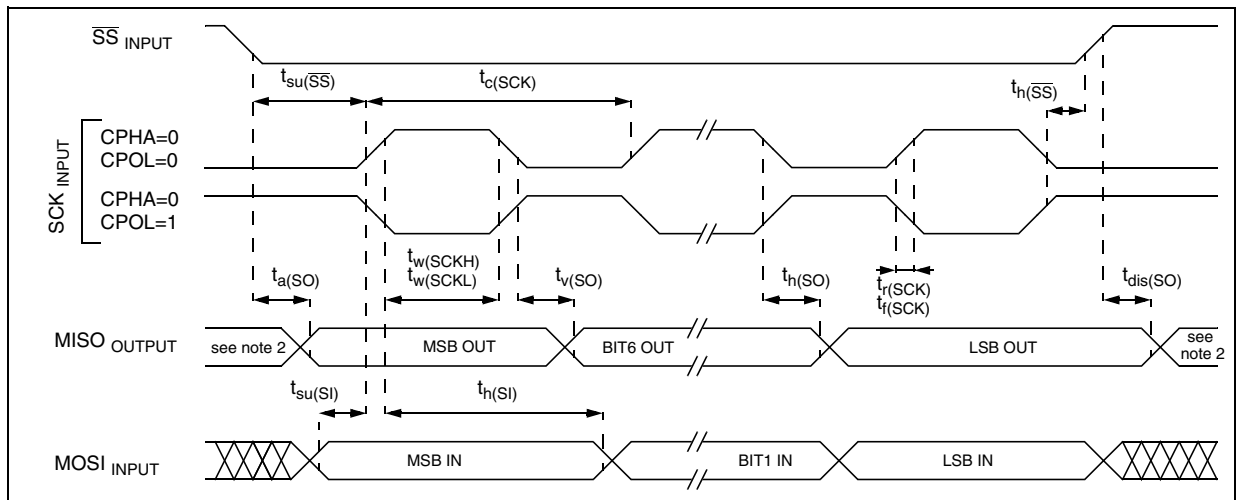 SS INPUT
tsu(SS)
tc(SCK)
th(SS)
SCK INPUT
CPHA=0
CPOL=0
CPHA=0
CPOL=1
ta(SO)
tw(SCKH)
tw(SCKL)
tv(SO)
th(SO)
tr(SCK)
tf(SCK)
tdis(SO)
MISO OUTPUT
see note 2
MSB OUT
BIT6 OUT
LSB OUT
see
note 2
tsu(SI)
th(SI)
MOSI INPUT
MSB IN
BIT1 IN
LSB IN